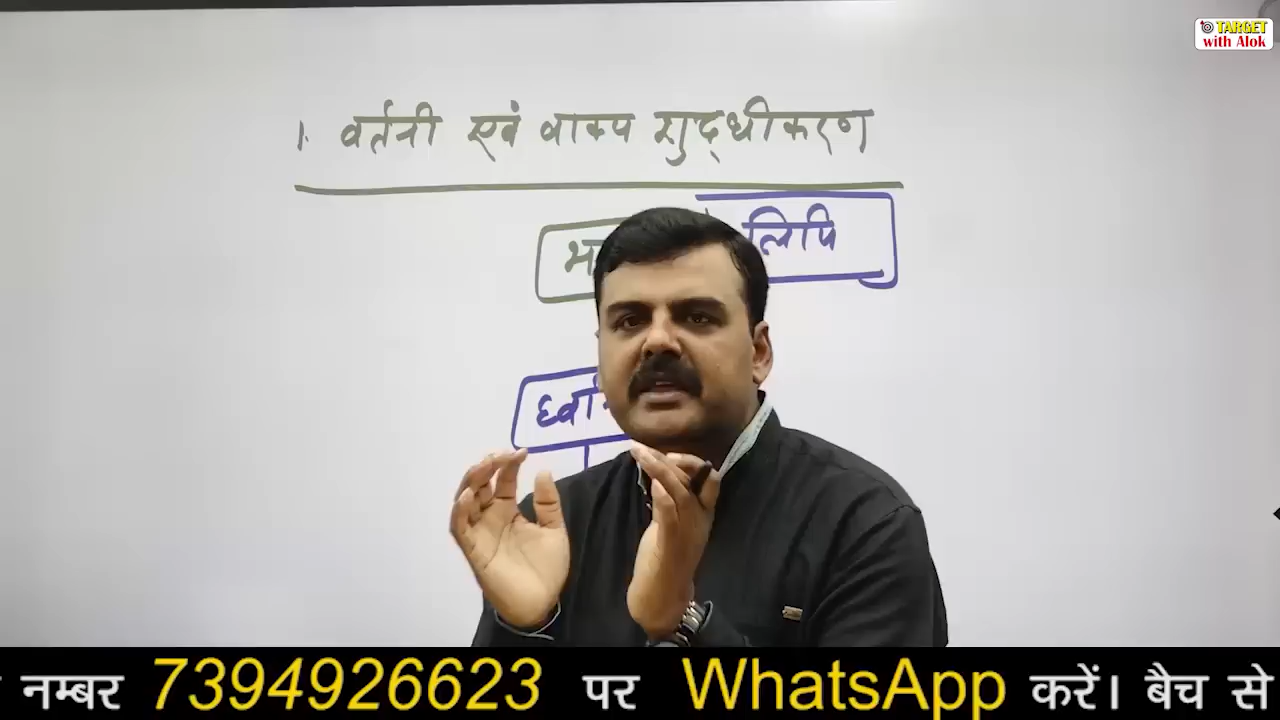 TARGET
with Alok
1. वर्तनी एवं वाक्य शुद्धीकरण
लिपि
नम्बर 7394926623 पर WhatsApp करें। बैच से